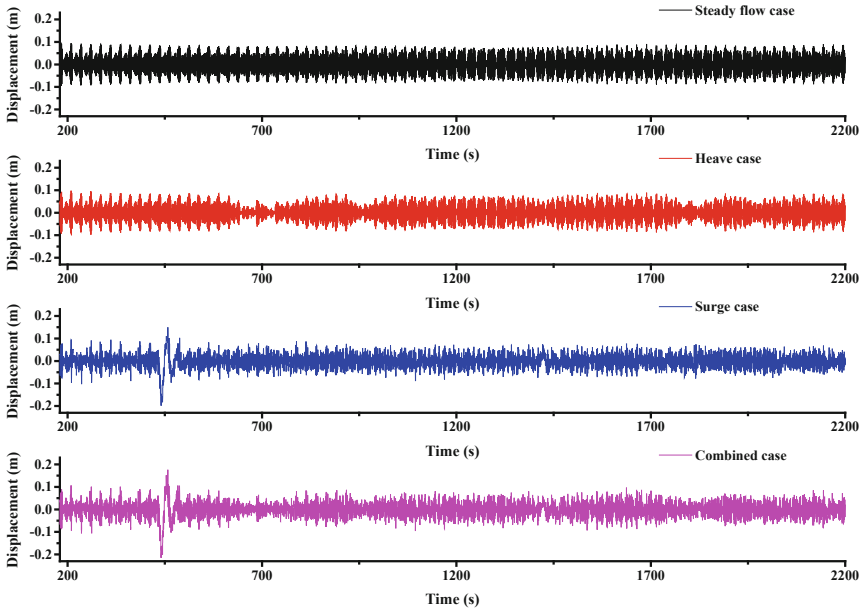 Steady flow case
Displacement (m)
0.2
0.1
0.0
-0.1
-0.2
200 700 1200 1700 2200
Time (s)
Heave case
Displacement (m)
0.2
0.1
0.0
-0.1
-0.2
200 700 1200 1700 2200
Time (s)
Surge case
Displacement (m)
0.2
0.1
0.0
-0.1
-0.2
200 700 1200 1700 2200
Time (s)
Combined case
Displacement (m)
0.2
0.1
0.0
-0.1
-0.2
200 700 1200 1700 2200
Time (s)